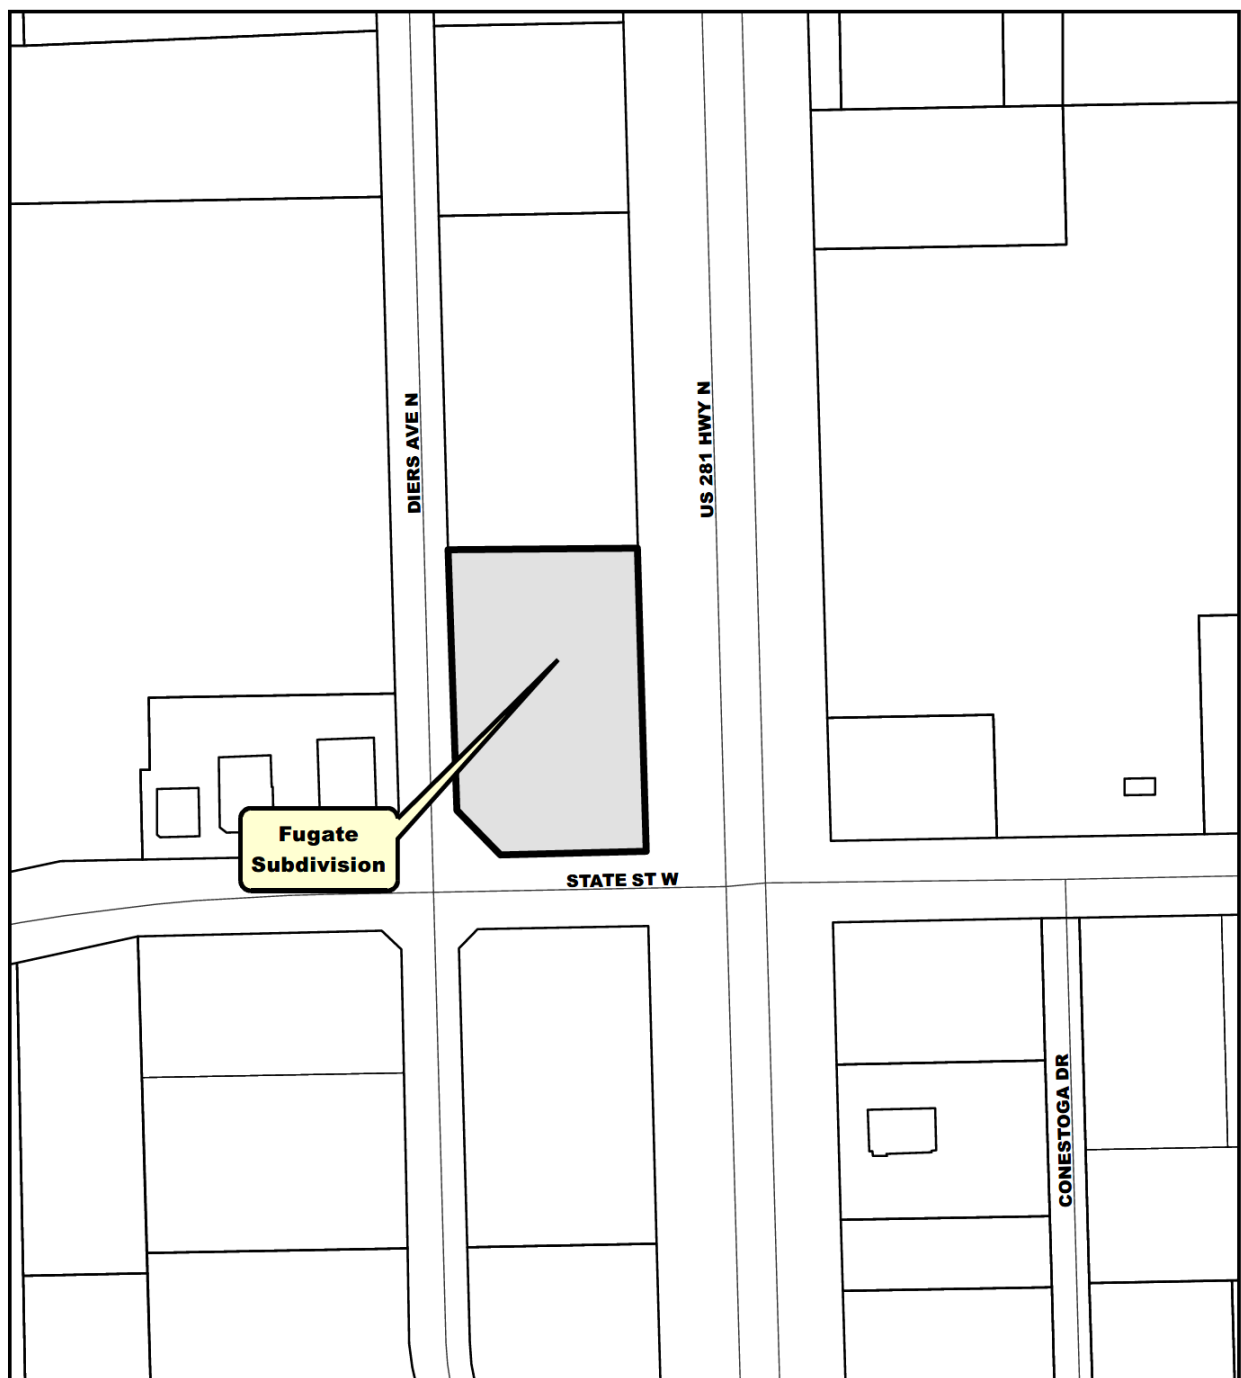 DIERS AVE N
US 281 HWY N
Fugate
Subdivision
STATE ST W
CONESTOGA DR